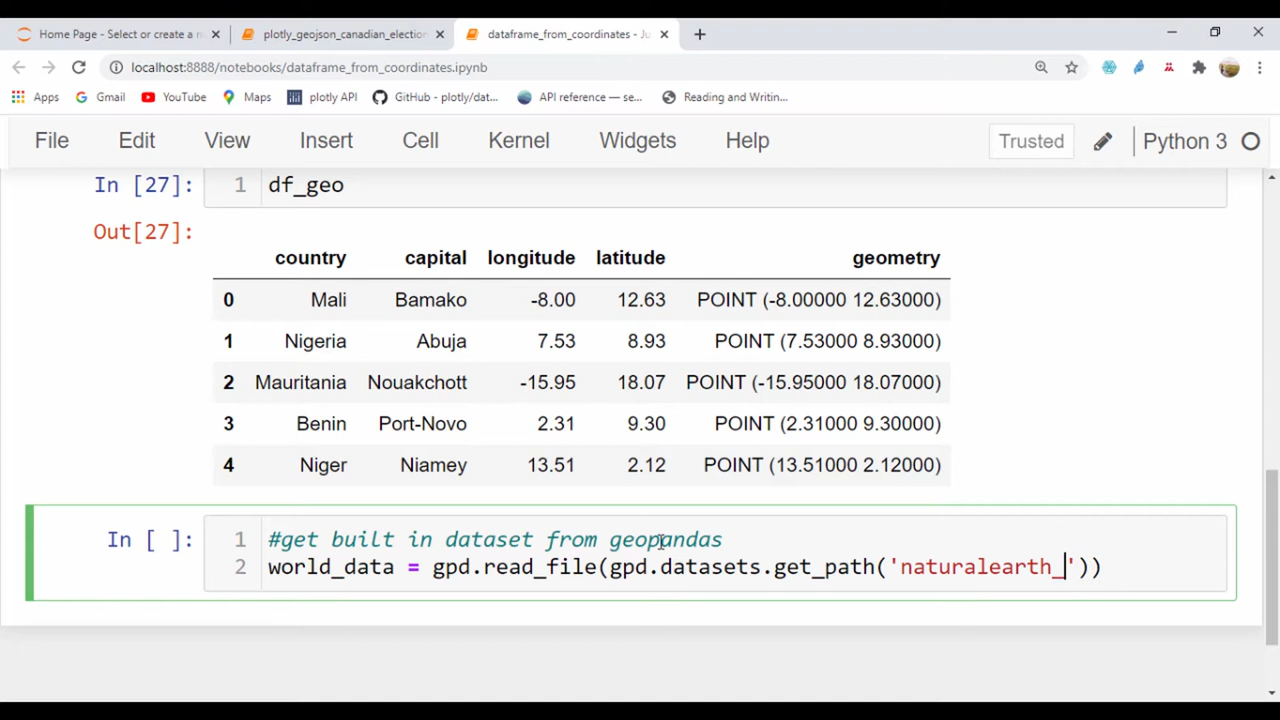 Home Page - Select or create a n
plotly_geojson_canadian_election
dataframe_from_coordinates - Ju
localhost:8888/notebooks/dataframe_from_coordinates.ipynb
Apps Gmail YouTube Maps plotly API GitHub - plotly/dat... API reference — se... Reading and Writin...
File Edit View Insert Cell Kernel Widgets Help Trusted Python 3
In [27]: 1 df_geo
Out[27]:
country capital longitude latitude geometry
0 Mali Bamako -8.00 12.63 POINT (-8.00000 12.63000)
1 Nigeria Abuja 7.53 8.93 POINT (7.53000 8.93000)
2 Mauritania Nouakchott -15.95 18.07 POINT (-15.95000 18.07000)
3 Benin Port-Novo 2.31 9.30 POINT (2.31000 9.30000)
4 Niger Niamey 13.51 2.12 POINT (13.51000 2.12000)
In [ ]: 1 #get built in dataset from geopandas
2 world_data = gpd.read_file(gpd.datasets.get_path('naturalearth_'))